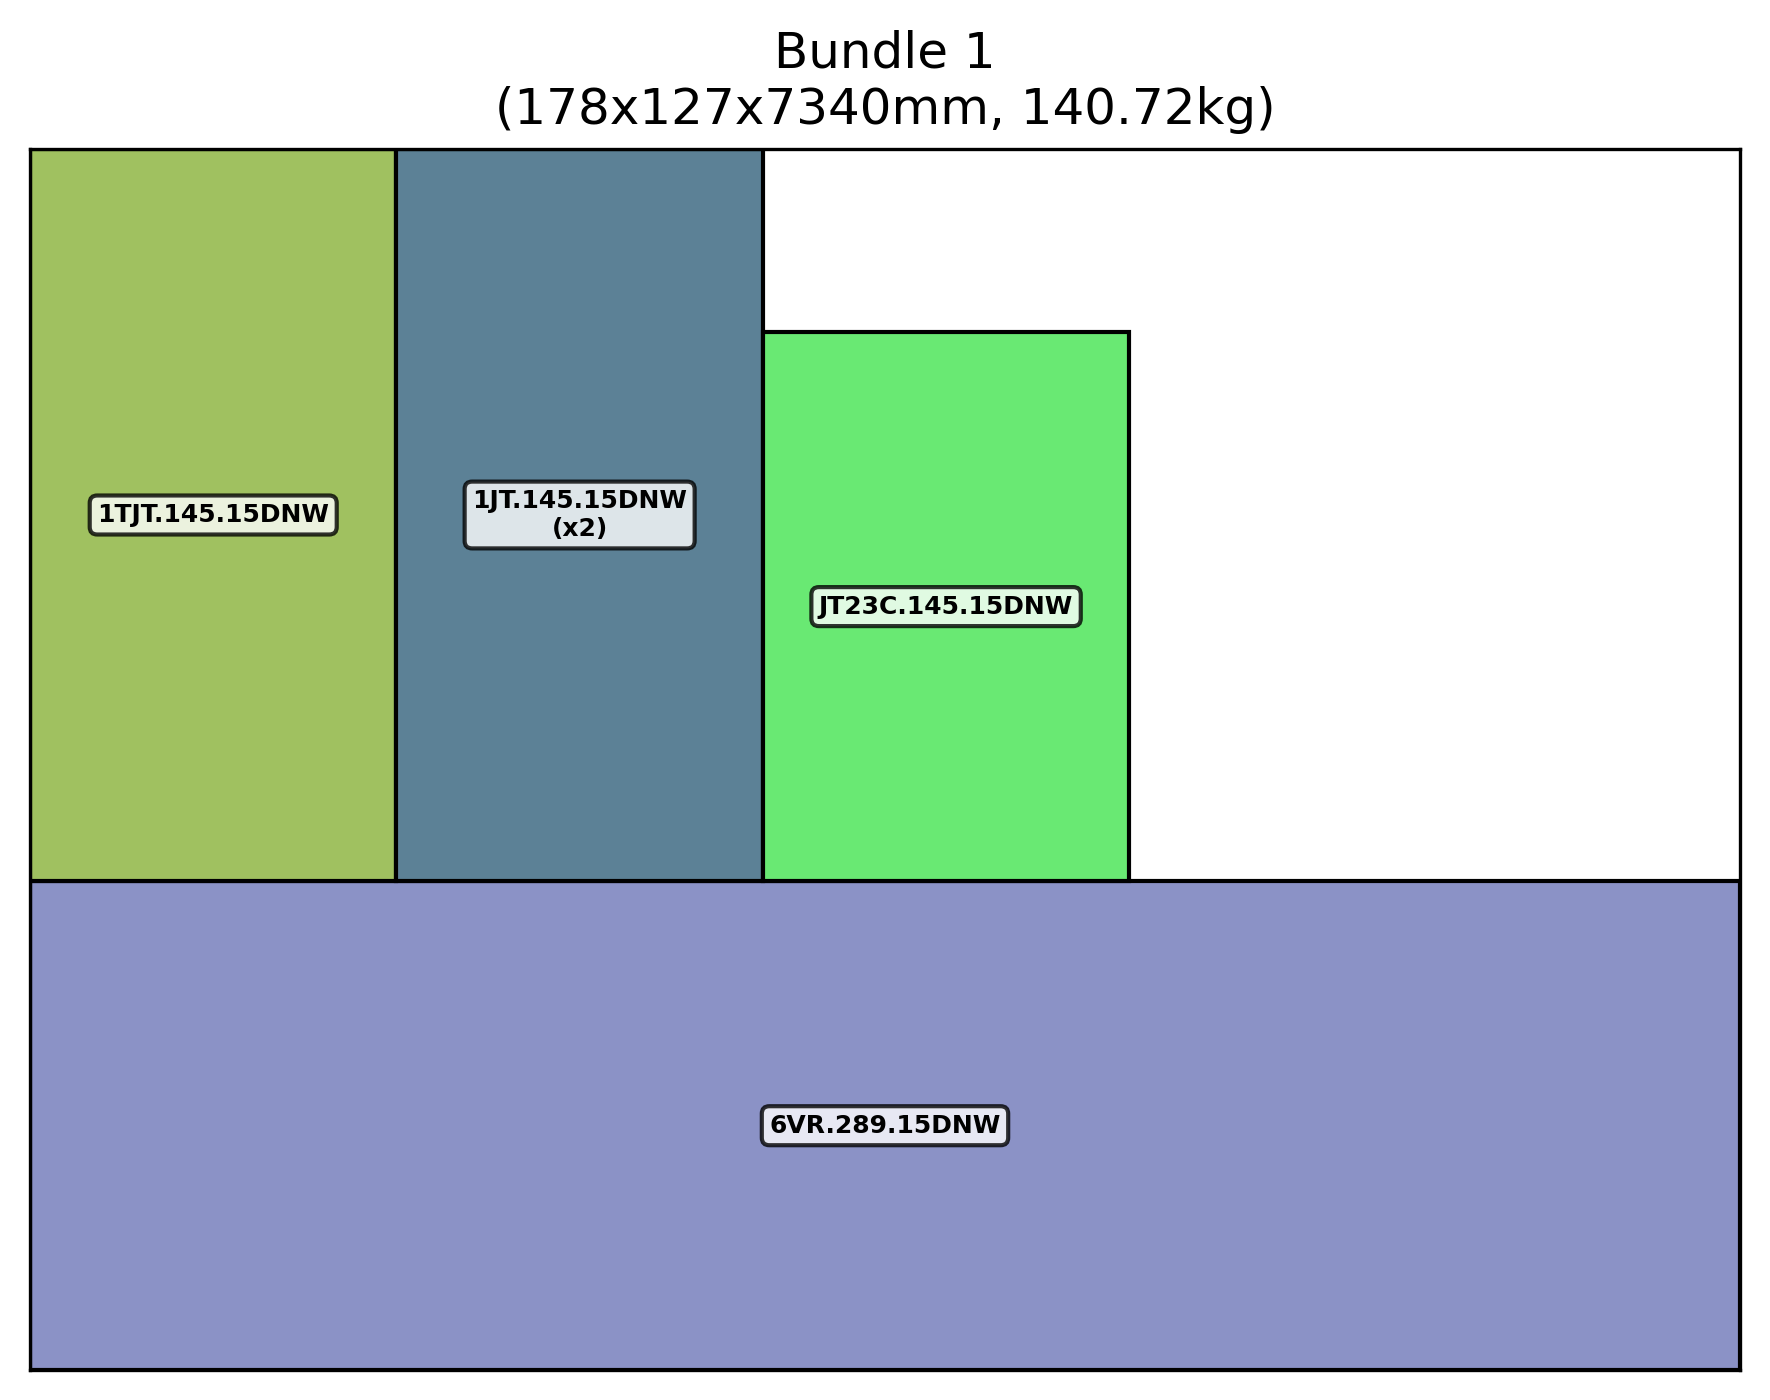 Bundle 1
(178x127x7340mm, 140.72kg)
1TJT.145.15DNW
1JT.145.15DNW
(x2)
JT23C.145.15DNW
6VR.289.15DNW